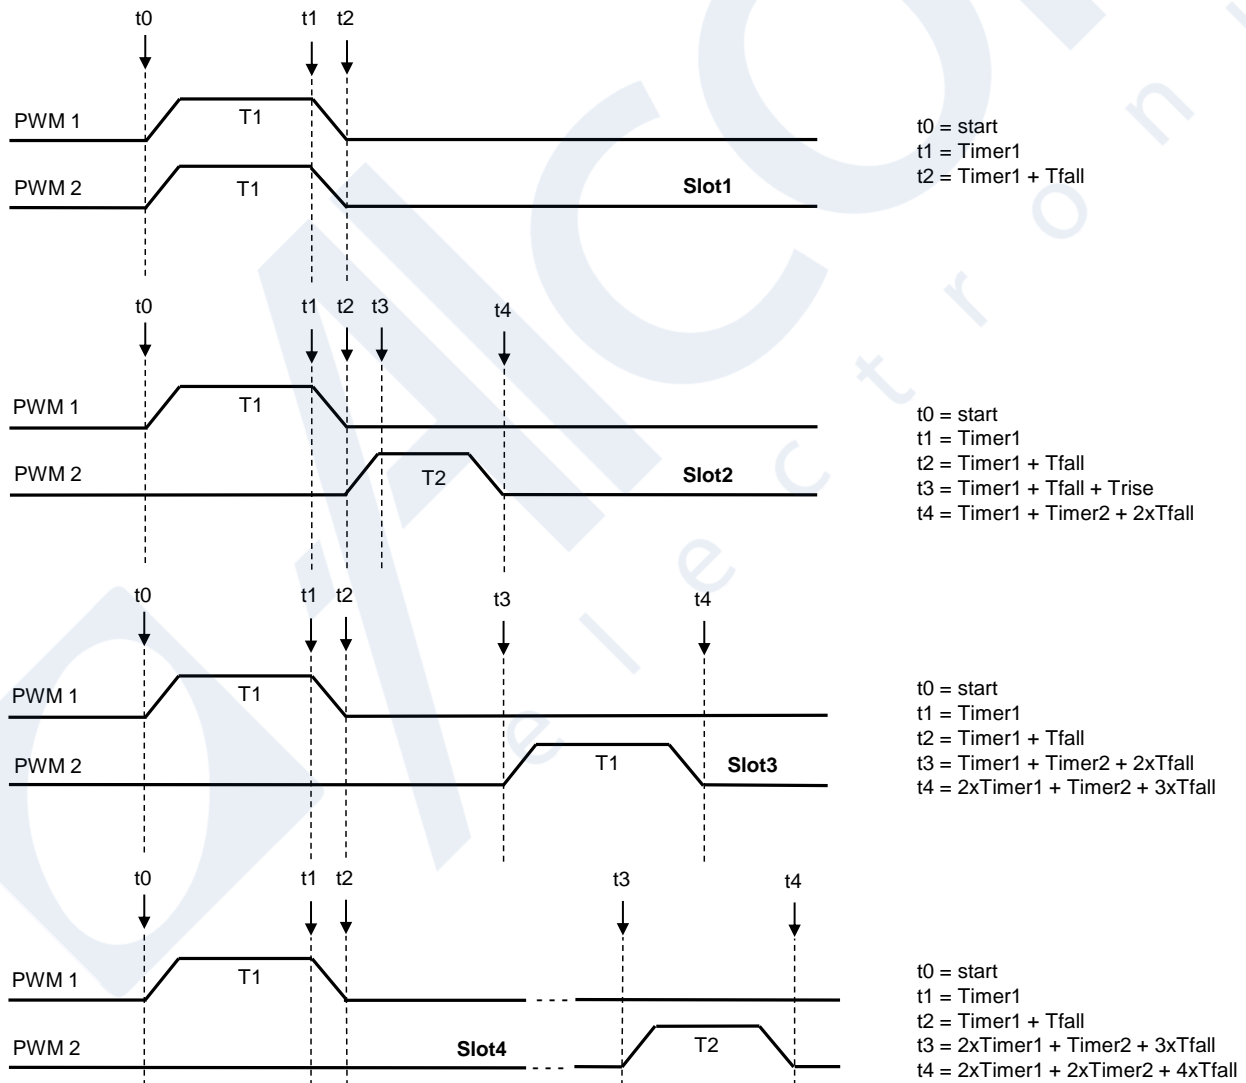 t0 t1 t2
PWM 1 T1
PWM 2 T1 Slot1
t0 = start
t1 = Timer1
t2 = Timer1 + Tfall
t0 t1 t2 t3 t4
PWM 1 T1
PWM 2 T2 Slot2
t0 = start
t1 = Timer1
t2 = Timer1 + Tfall
t3 = Timer1 + Tfall + Trise
t4 = Timer1 + Timer2 + 2xTfall
t0 t1 t2 t3 t4
PWM 1 T1
PWM 2 T1 Slot3
t0 = start
t1 = Timer1
t2 = Timer1 + Tfall
t3 = Timer1 + Timer2 + 2xTfall
t4 = 2xTimer1 + Timer2 + 3xTfall
t0 t1 t2 t3 t4
PWM 1 T1
PWM 2 Slot4 T2
t0 = start
t1 = Timer1
t2 = Timer1 + Tfall
t3 = 2xTimer1 + Timer2 + 3xTfall
t4 = 2xTimer1 + 2xTimer2 + 4xTfall